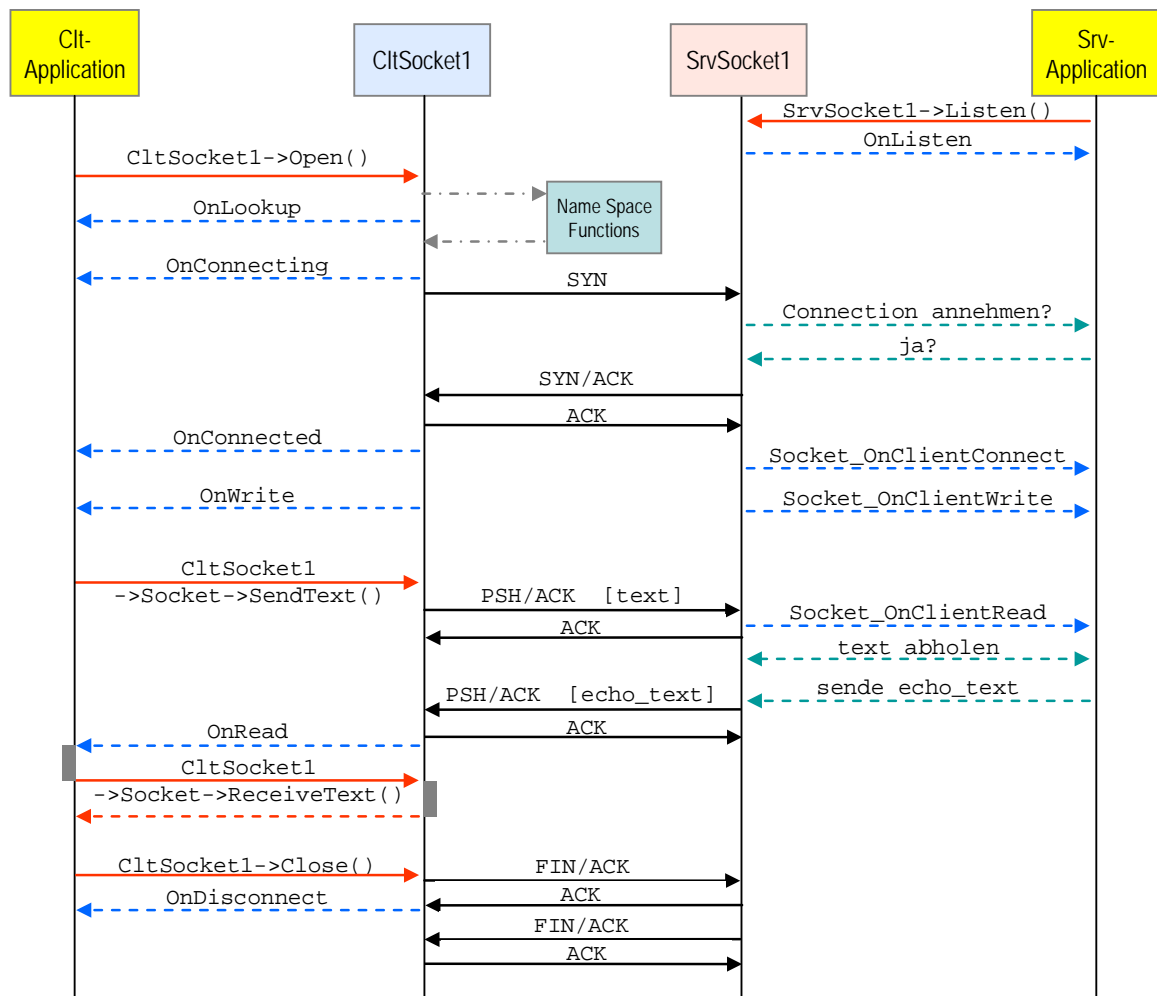 Clt-
Application
CltSocket1
SrvSocket1
Srv-
Application
SrvSocket1->Listen()
OnListen
CltSocket1->Open()
Name Space
Functions
OnLookup
OnConnecting
SYN
Connection annehmen?
ja?
SYN/ACK
ACK
OnConnected
Socket_OnClientConnect
OnWrite
Socket_OnClientWrite
CltSocket1
->Socket->SendText()
PSH/ACK [text]
Socket_OnClientRead
ACK
text abholen
sende echo_text
PSH/ACK [echo_text]
ACK
OnRead
CltSocket1
->Socket->ReceiveText()
CltSocket1->Close()
FIN/ACK
OnDisconnect
ACK
FIN/ACK
ACK